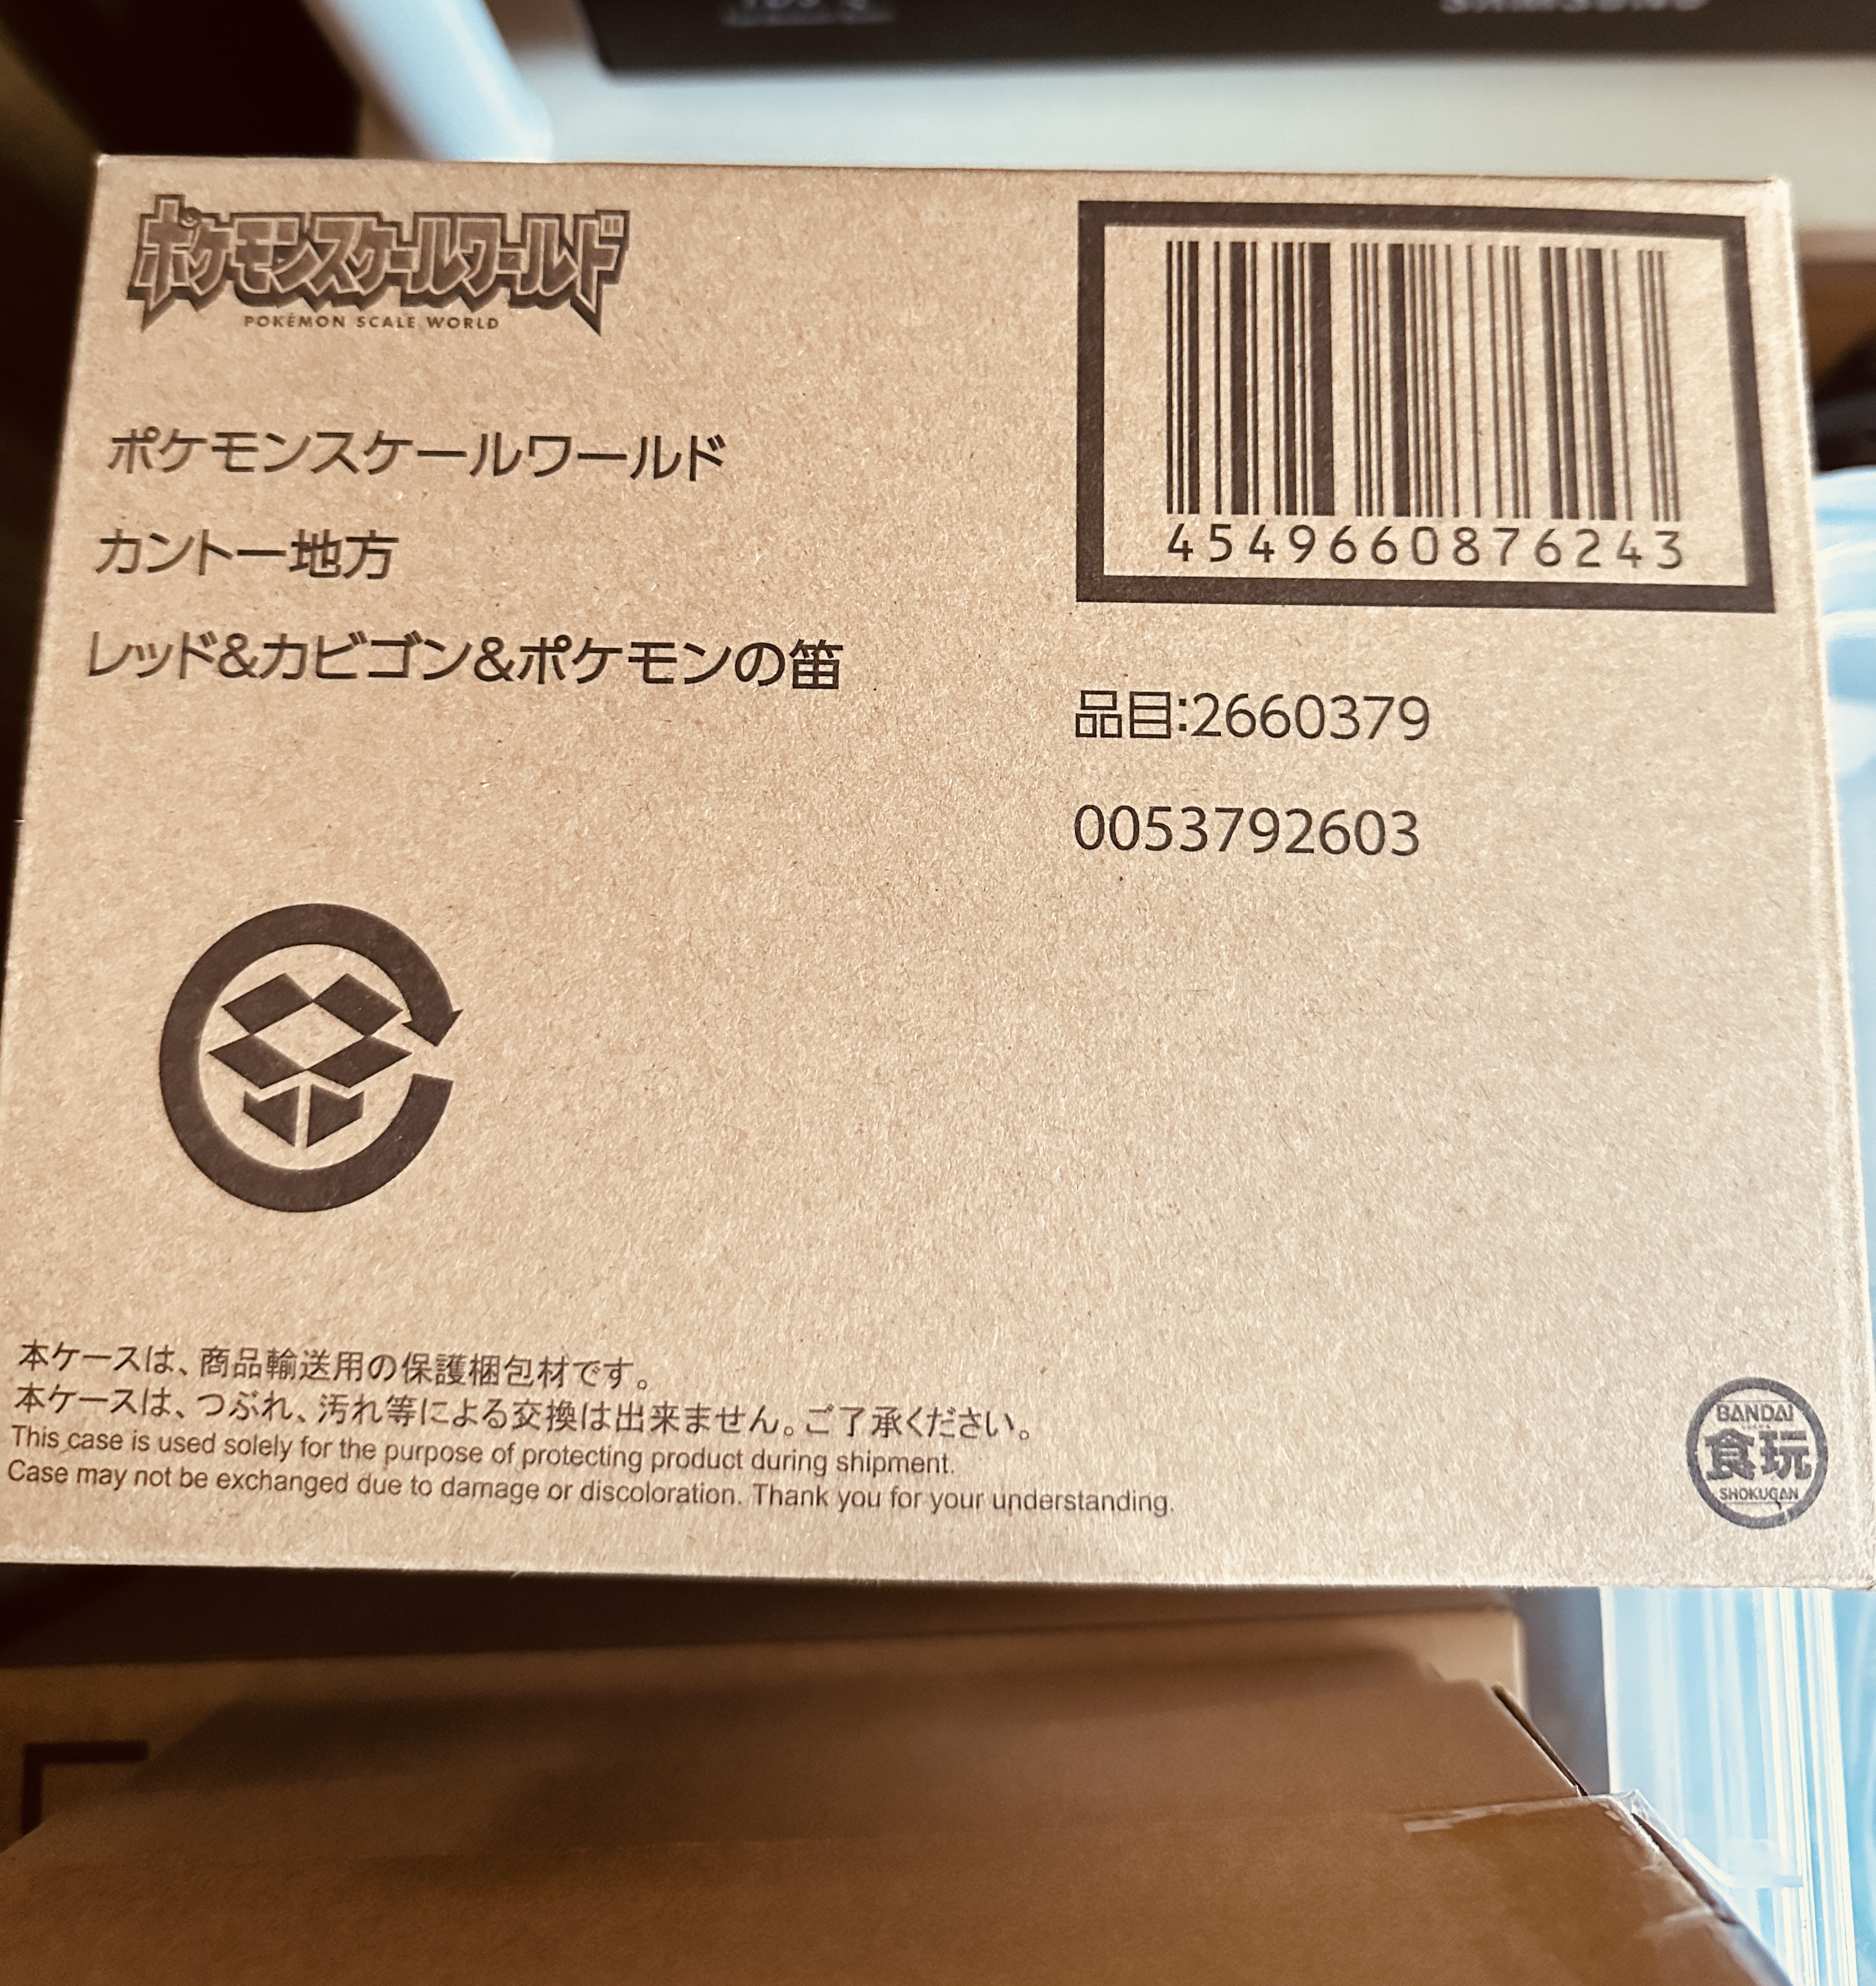 SAMSUNG
ポケモンスケールワールド
POKÉMON SCALE WORLD
4549660876243
ポケモンスケールワールド
カントー地方
レッド&カビゴン&ポケモンの笛
品目:2660379
0053792603
本ケースは、商品輸送用の保護梱包材です。
本ケースは、つぶれ、汚れ等による交換は出来ません。ご了承ください。
This case is used solely for the purpose of protecting product during shipment.
Case may not be exchanged due to damage or discoloration. Thank you for your understanding.
BANDAI
食玩
SHOKUGAN